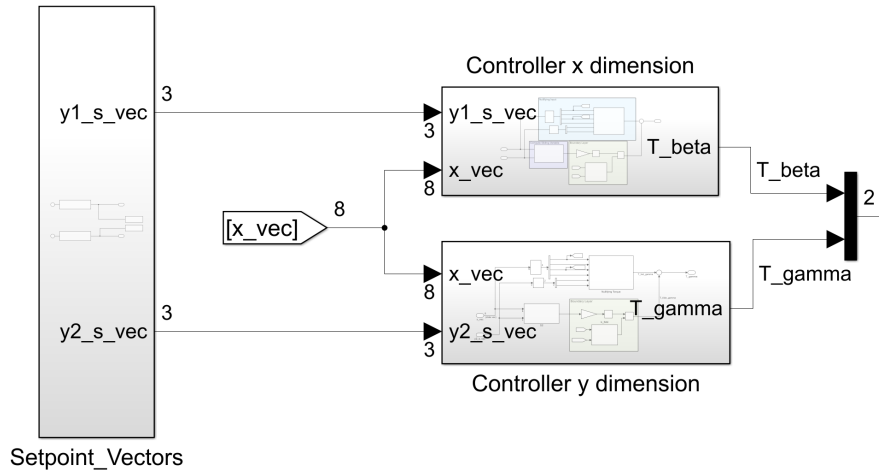 Controller x dimension
3
y1_s_vec
y1_s_vec
3
T_beta
x_vec
8
T_beta
2
8
[x_vec]
T_gamma
x_vec
8
T_gamma
3
y2_s_vec
y2_s_vec
3
Controller y dimension
Setpoint_Vectors